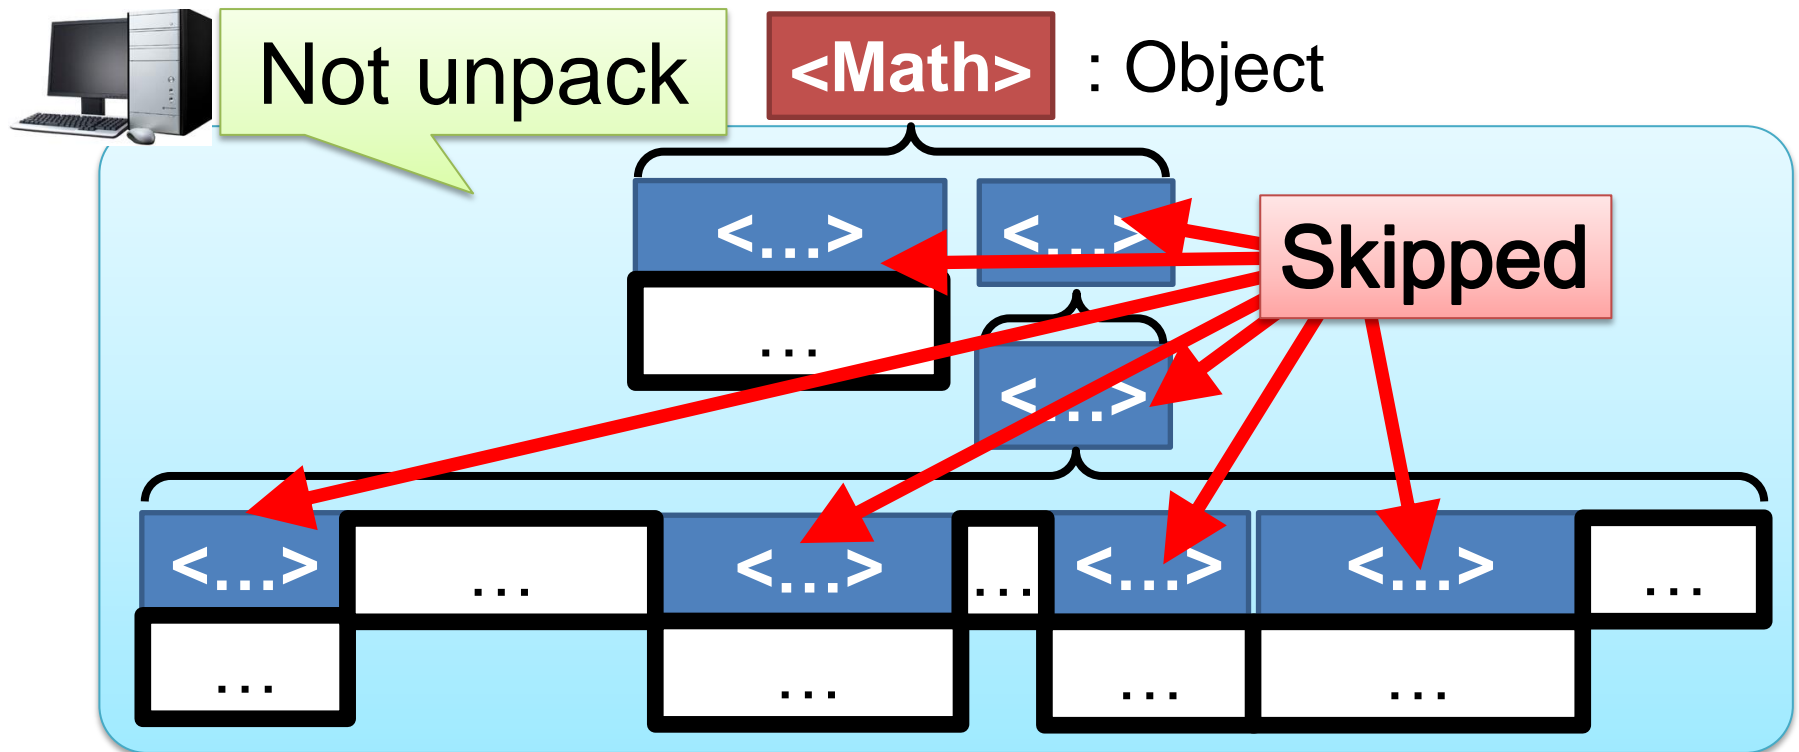 Not unpack
<Math> : Object
<...> <...>
Skipped
...
<...>
<...> ... <...> ... <...> <...> ...
... ... ... ...